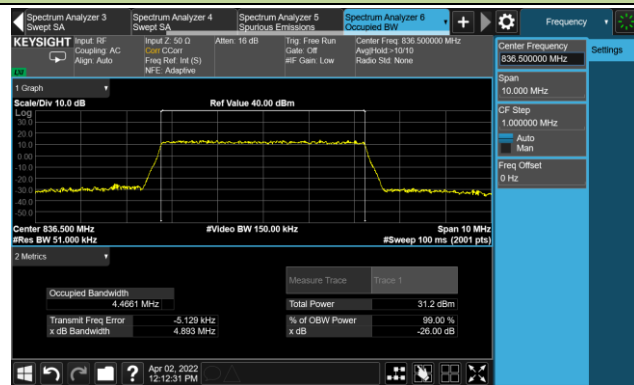 Spectrum Analyzer 3
Swept SA
Spectrum Analyzer 4
Swept SA
Spectrum Analyzer 5
Spurious Emissions
Spectrum Analyzer 6
Occupied BW
Frequency
KEYSIGHT
Input: RF
Coupling: AC
Align: Auto
Input Z: 50 Ω
Corr CCorr
Freq Ref: Int (S)
NFE: Adaptive
Atten: 16 dB
Trig: Free Run
Gate: Off
#IF Gain: Low
Center Freq: 836.500000 MHz
Avg|Hold:>10/10
Radio Std: None
Center Frequency
836.500000 MHz
Settings
Span
10.000 MHz
CF Step
1.000000 MHz
Auto
Man
Freq Offset
0 Hz
1 Graph
Scale/Div 10.0 dB
Ref Value 40.00 dBm
Log
30.0
20.0
10.0
0.00
-10.0
-20.0
-30.0
-40.0
-50.0
Center 836.500 MHz
#Video BW 150.00 kHz
Span 10 MHz
#Res BW 51.000 kHz
#Sweep 100 ms (2001 pts)
2 Metrics
Measure Trace
Trace 1
Occupied Bandwidth
4.4661 MHz
Total Power
31.2 dBm
Transmit Freq Error
-5.129 kHz
% of OBW Power
99.00 %
x dB Bandwidth
4.893 MHz
x dB
-26.00 dB
Apr 02, 2022
12:12:31 PM